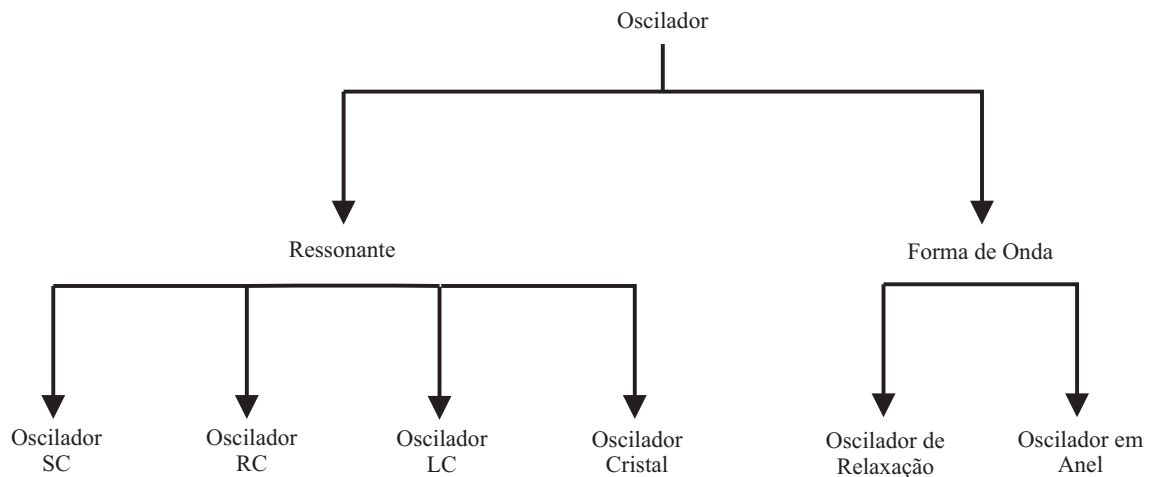 Oscilador
Ressonante
Forma de Onda
Oscilador
SC
Oscilador
RC
Oscilador
LC
Oscilador
Cristal
Oscilador de
Relaxação
Oscilador em
Anel